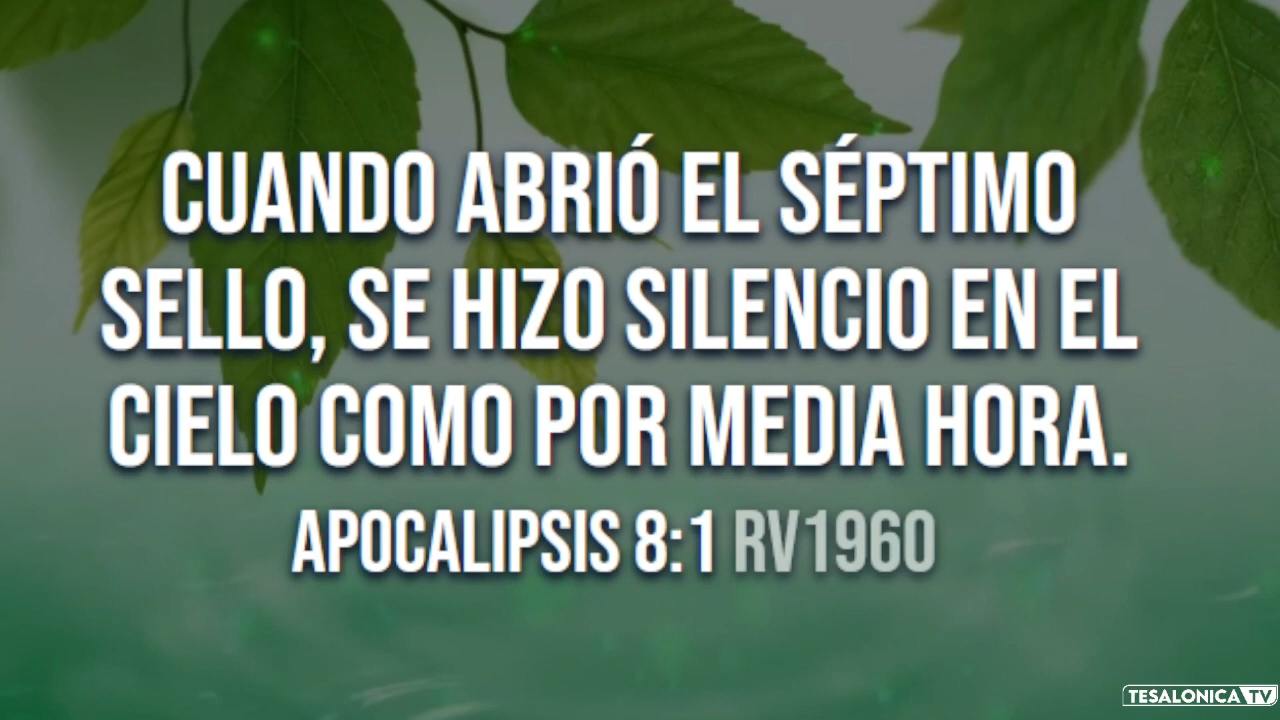 CUANDO ABRIÓ EL SÉPTIMO
SELLO, SE HIZO SILENCIO EN EL
CIELO COMO POR MEDIA HORA.
APOCALIPSIS 8:1 RV1960
TESALONICA TV